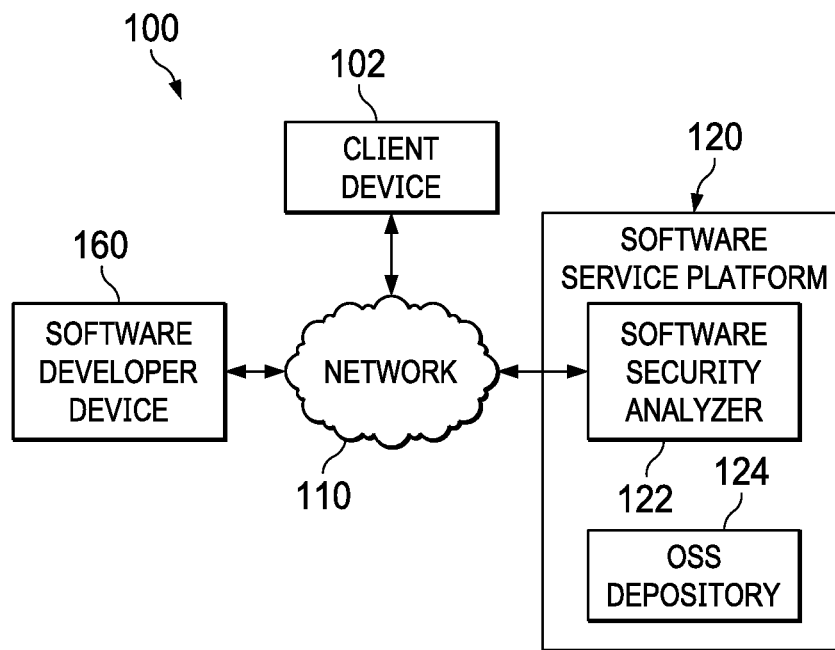 100
102
CLIENT
DEVICE
120
SOFTWARE
SERVICE PLATFORM
160
SOFTWARE
DEVELOPER
DEVICE
NETWORK
110
SOFTWARE
SECURITY
ANALYZER
122
124
OSS
DEPOSITORY